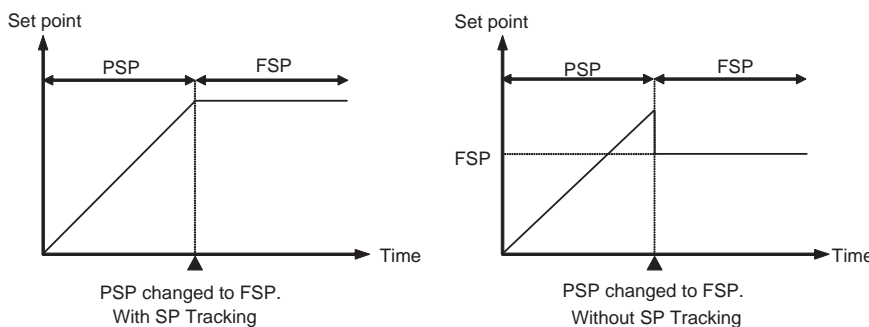 Set point
PSP
FSP
Time
PSP changed to FSP.
With SP Tracking
Set point
PSP
FSP
FSP
Time
PSP changed to FSP.
Without SP Tracking